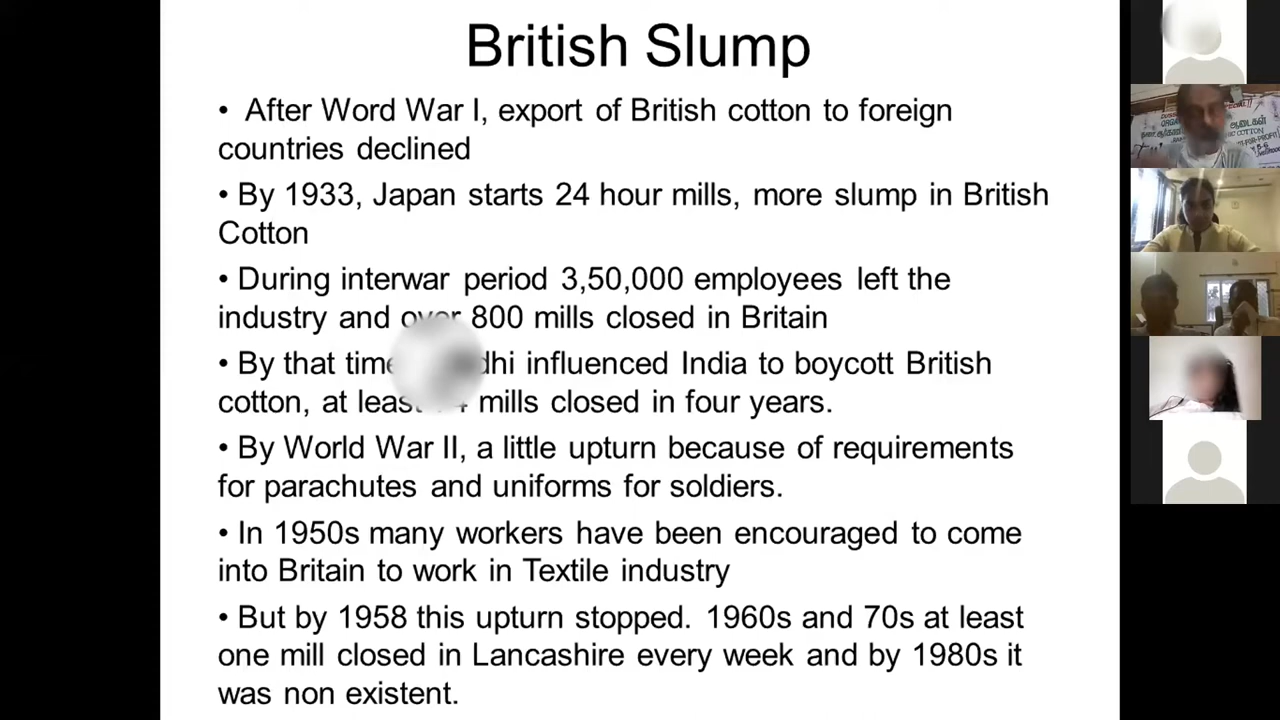 British Slump
• After Word War I, export of British cotton to foreign
countries declined
• By 1933, Japan starts 24 hour mills, more slump in British
Cotton
• During interwar period 3,50,000 employees left the
industry and over 800 mills closed in Britain
• By that time influenced India to boycott British
cotton, at least mills closed in four years.
• By World War II, a little upturn because of requirements
for parachutes and uniforms for soldiers.
• In 1950s many workers have been encouraged to come
into Britain to work in Textile industry
• But by 1958 this upturn stopped. 1960s and 70s at least
one mill closed in Lancashire every week and by 1980s it
was non existent.
ஆடைகள்
COTTON